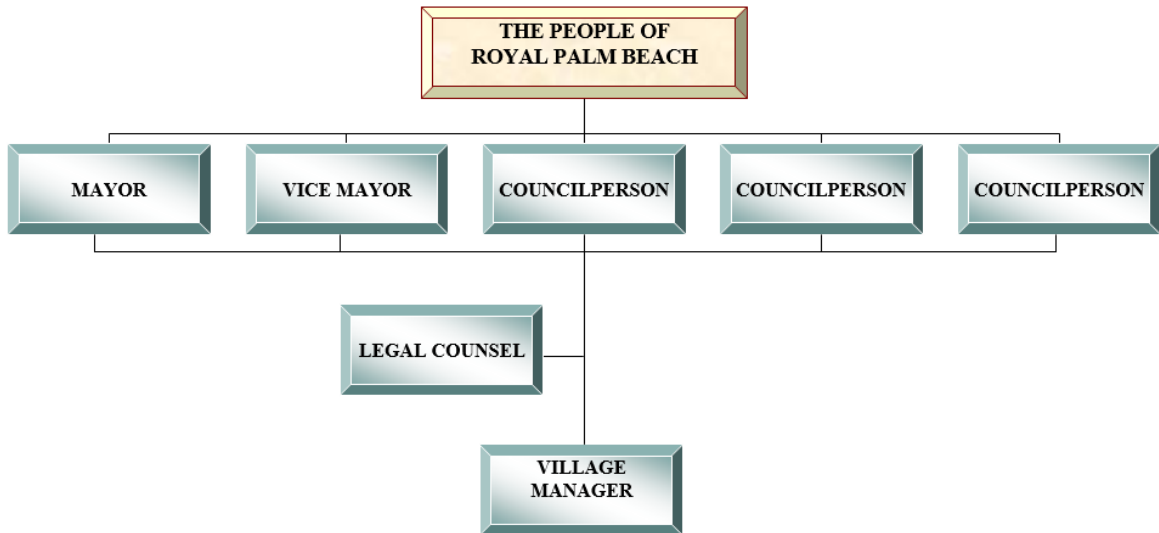 THE PEOPLE OF
ROYAL PALM BEACH
MAYOR
VICE MAYOR
COUNCILPERSON
COUNCILPERSON
COUNCILPERSON
LEGAL COUNSEL
VILLAGE
MANAGER